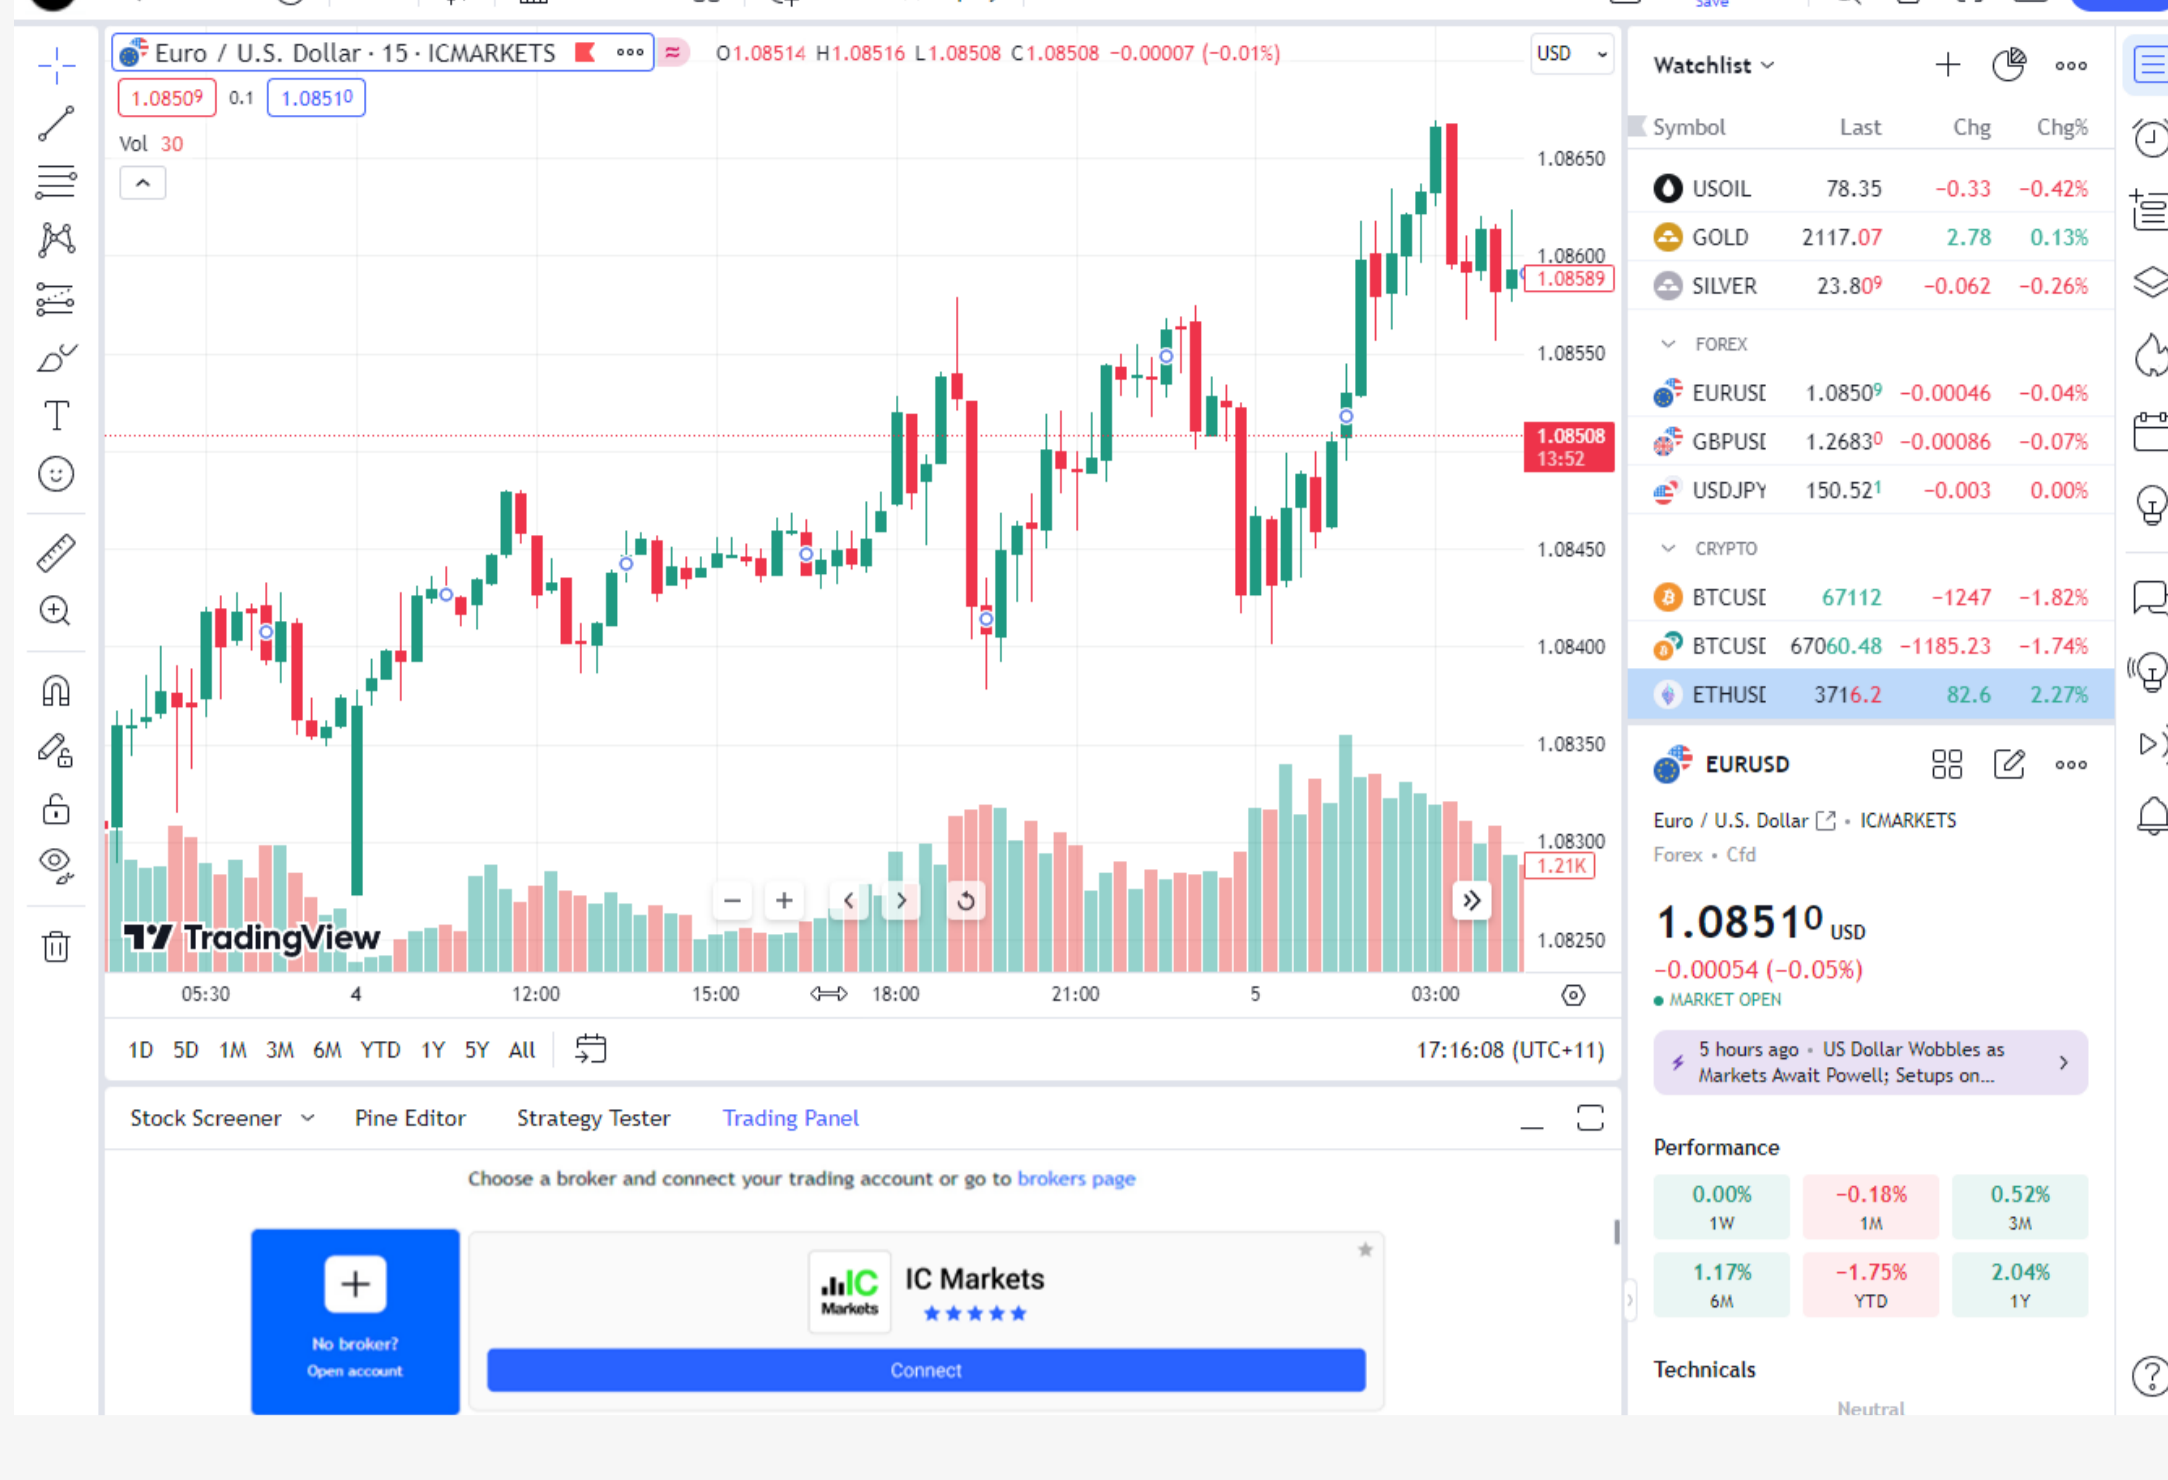 Save
Euro / U.S. Dollar · 15 · ICMARKETS
O1.08514 H1.08516 L1.08508 C1.08508 −0.00007 (−0.01%)
USD
1.08509 0.1 1.08510
Vol 30
1.08650
1.08600
1.08589
1.08550
1.08508
13:52
1.08450
1.08400
1.08350
1.08300
1.21K
1.08250
TradingView
05:30 4 12:00 15:00 18:00 21:00 5 03:00
1D 5D 1M 3M 6M YTD 1Y 5Y All
17:16:08 (UTC+11)
Stock Screener Pine Editor Strategy Tester Trading Panel
Choose a broker and connect your trading account or go to brokers page
No broker?
Open account
IC
Markets
IC Markets
Connect
Watchlist
Symbol Last Chg Chg%
USOIL 78.35 −0.33 −0.42%
GOLD 2117.07 2.78 0.13%
SILVER 23.809 −0.062 −0.26%
FOREX
EURUSD 1.08509 −0.00046 −0.04%
GBPUSD 1.26830 −0.00086 −0.07%
USDJPY 150.521 −0.003 0.00%
CRYPTO
BTCUSD 67112 −1247 −1.82%
BTCUSD 67060.48 −1185.23 −1.74%
ETHUSD 3716.2 82.6 2.27%
EURUSD
Euro / U.S. Dollar • ICMARKETS
Forex • Cfd
1.08510 USD
−0.00054 (−0.05%)
MARKET OPEN
5 hours ago • US Dollar Wobbles as
Markets Await Powell; Setups on...
Performance
0.00% −0.18% 0.52%
1W 1M 3M
1.17% −1.75% 2.04%
6M YTD 1Y
Technicals
Neutral